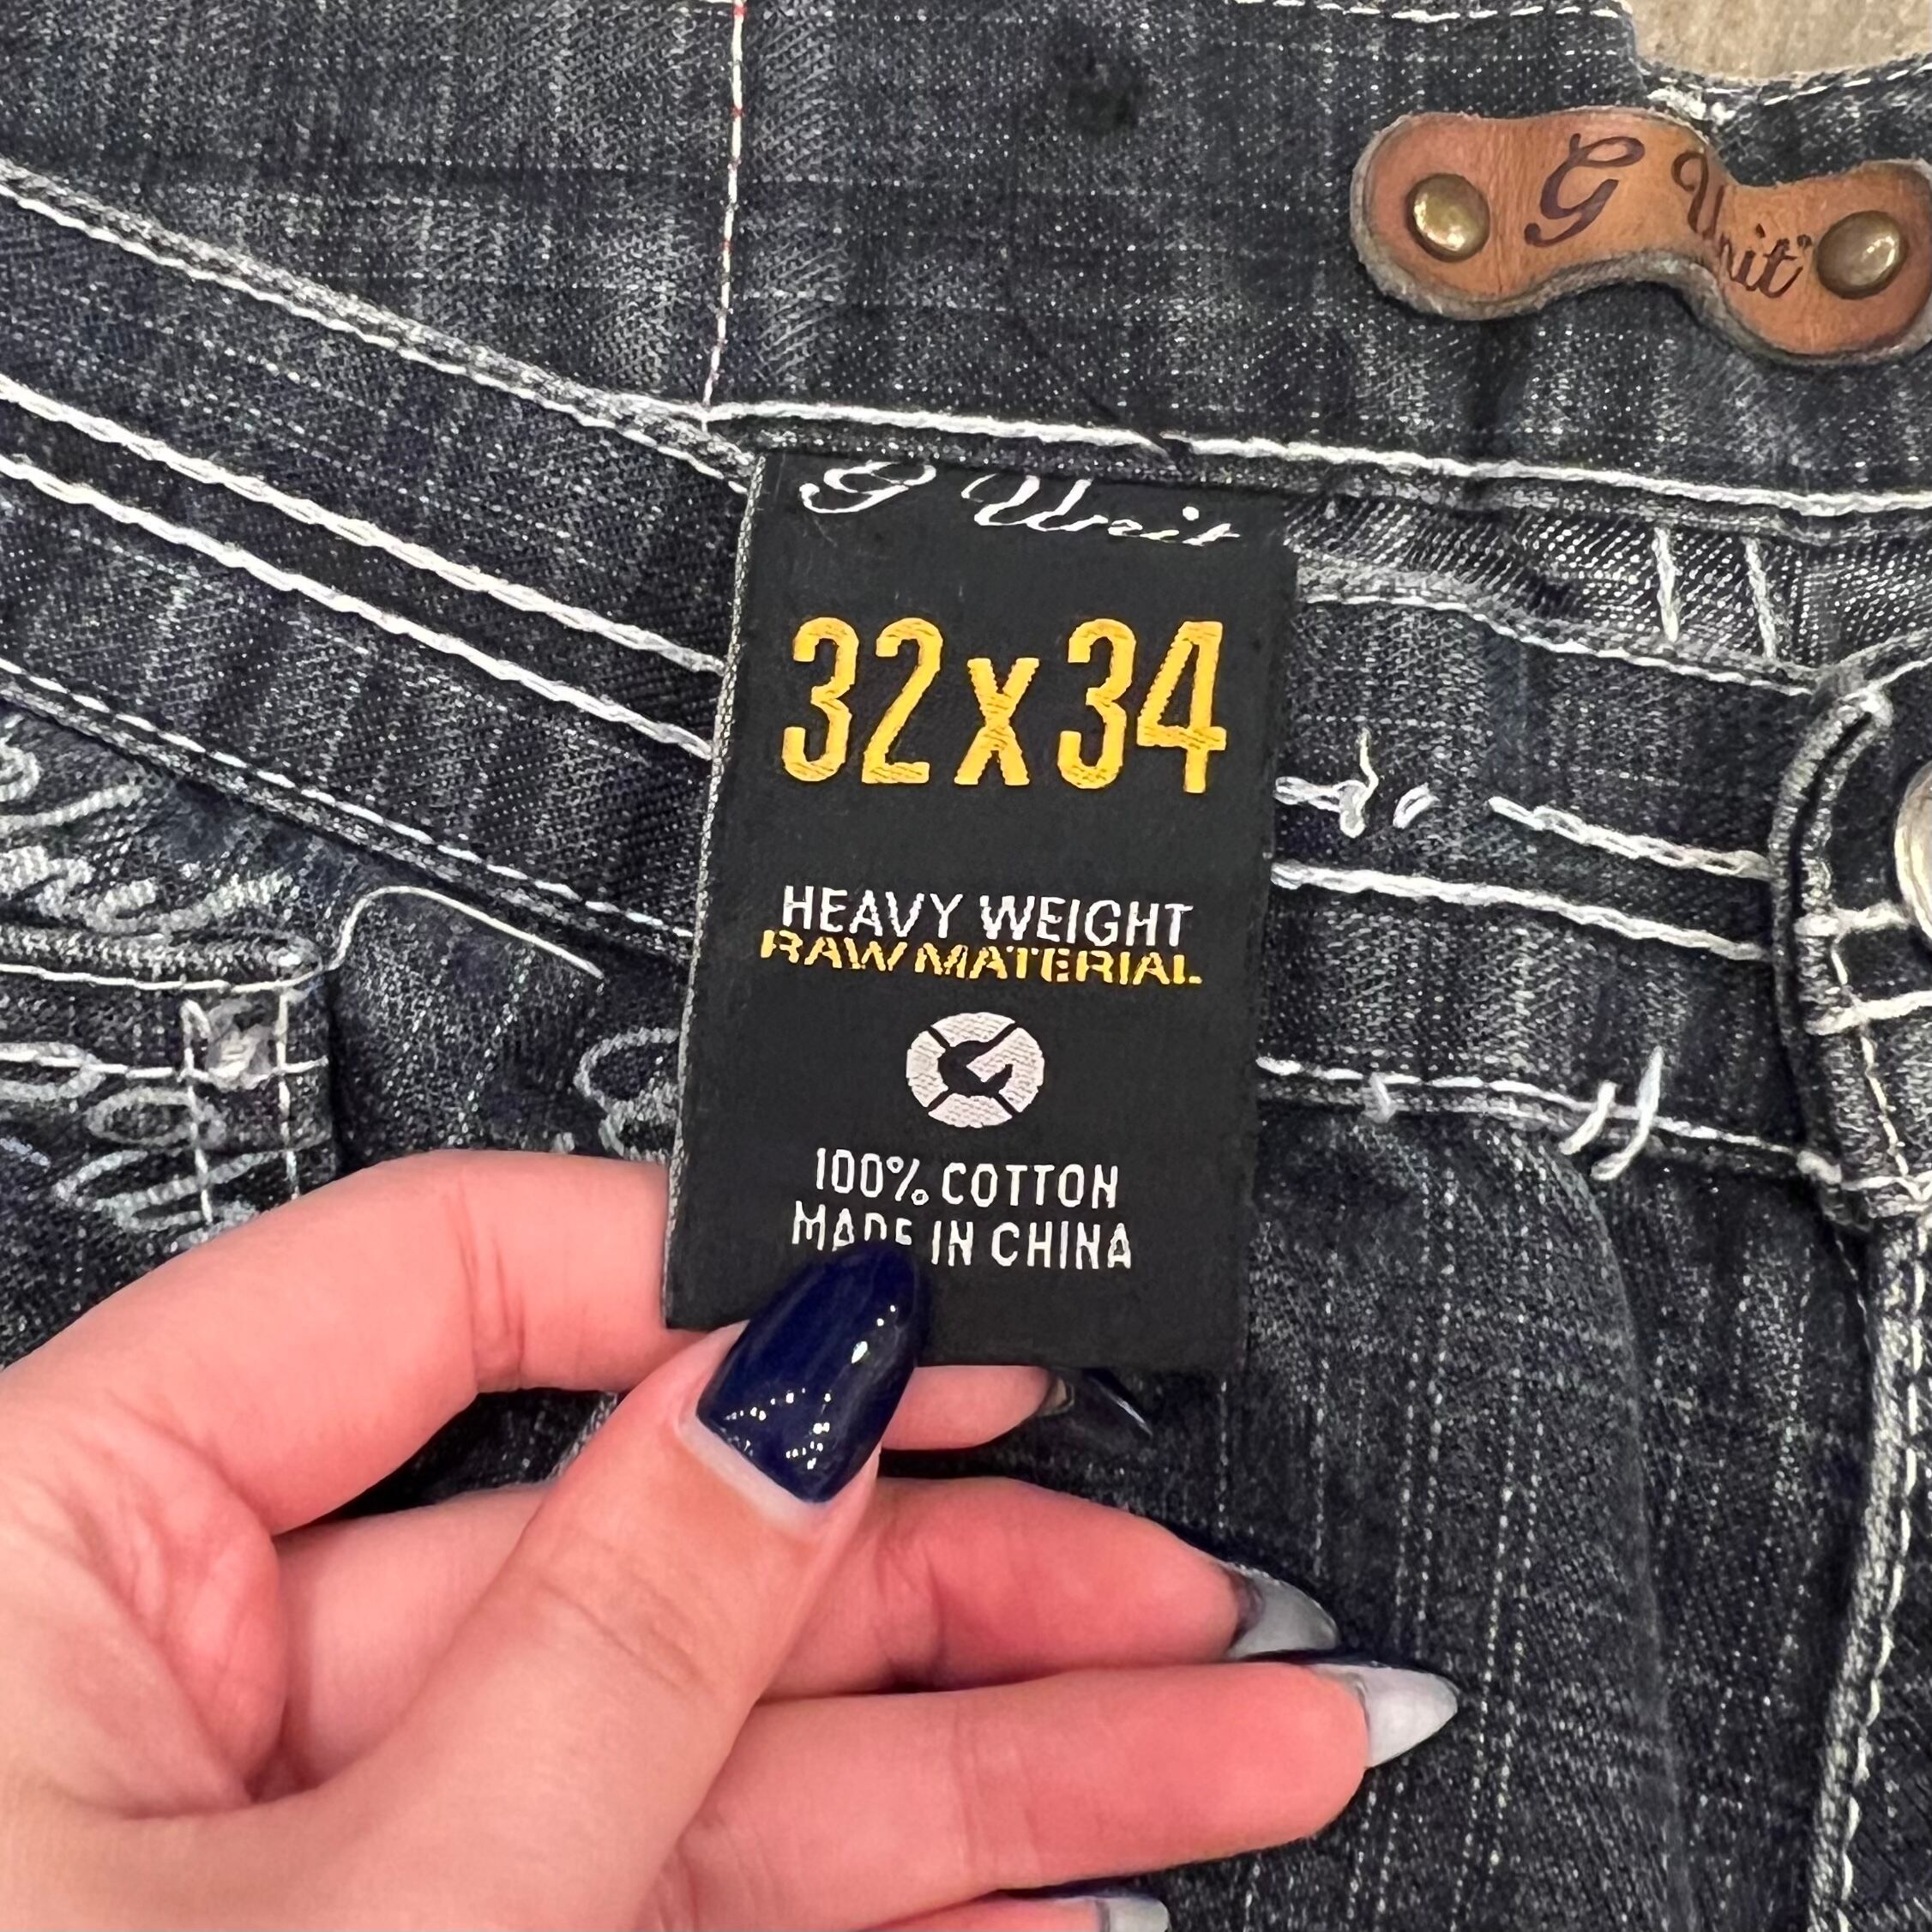 G Unit
G Unit
32x34
HEAVY WEIGHT
RAW MATERIAL
G
100% COTTON
MADE IN CHINA